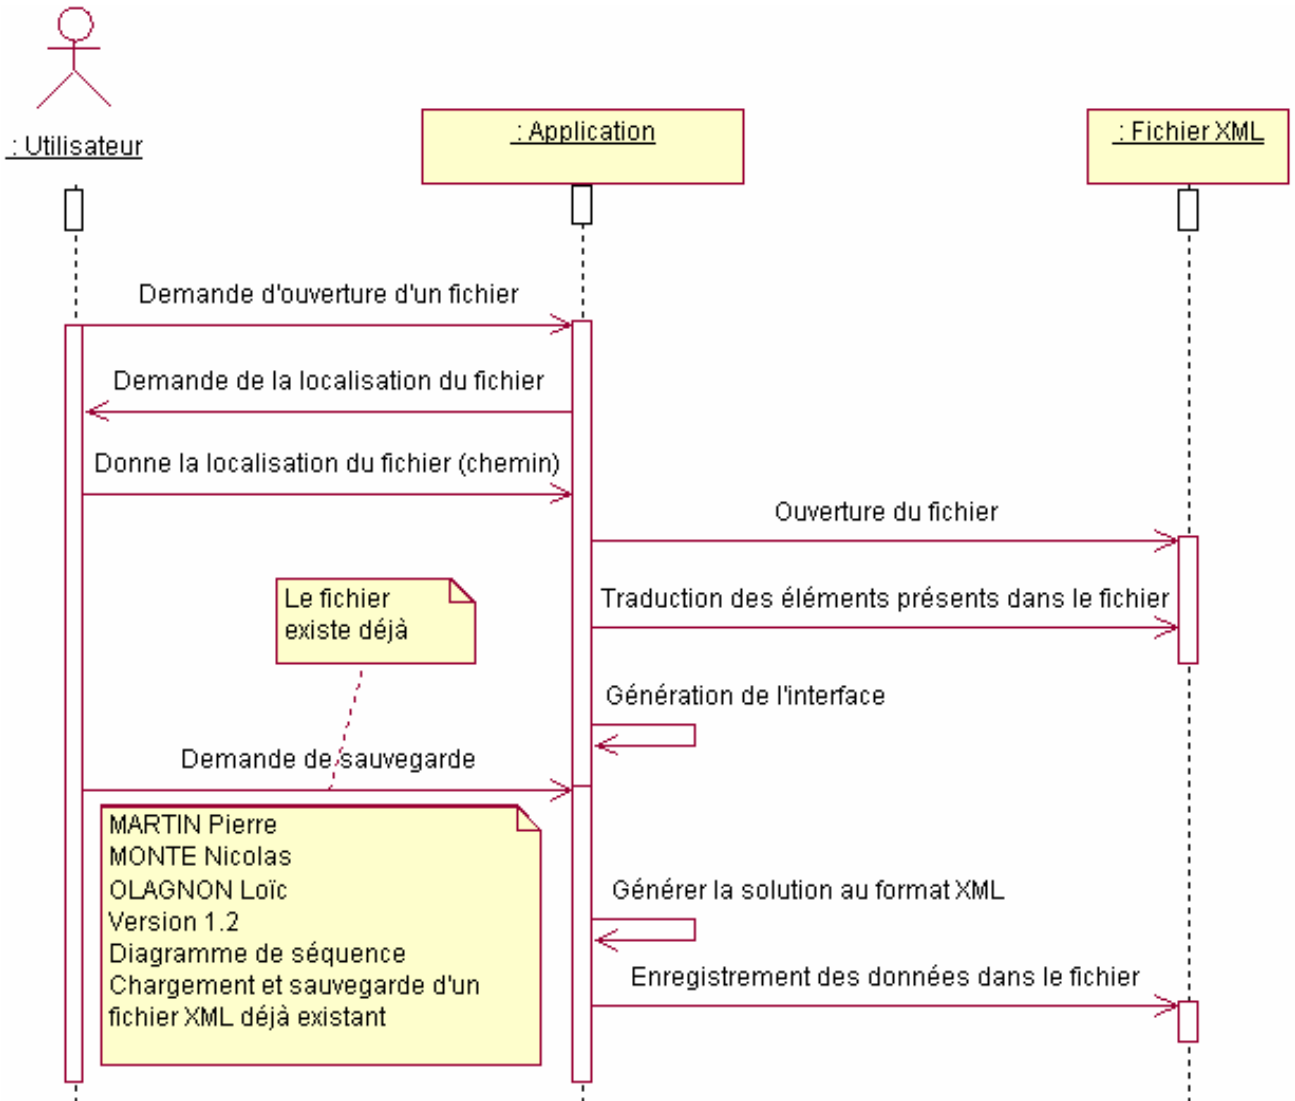 : Utilisateur
: Application
: Fichier XML
Demande d'ouverture d'un fichier
Demande de la localisation du fichier
Donne la localisation du fichier (chemin)
Ouverture du fichier
Le fichier
existe déjà
Traduction des éléments présents dans le fichier
Génération de l'interface
Demande de sauvegarde
MARTIN Pierre
MONTE Nicolas
OLAGNON Loïc
Version 1.2
Diagramme de séquence
Chargement et sauvegarde d'un
fichier XML déjà existant
Générer la solution au format XML
Enregistrement des données dans le fichier